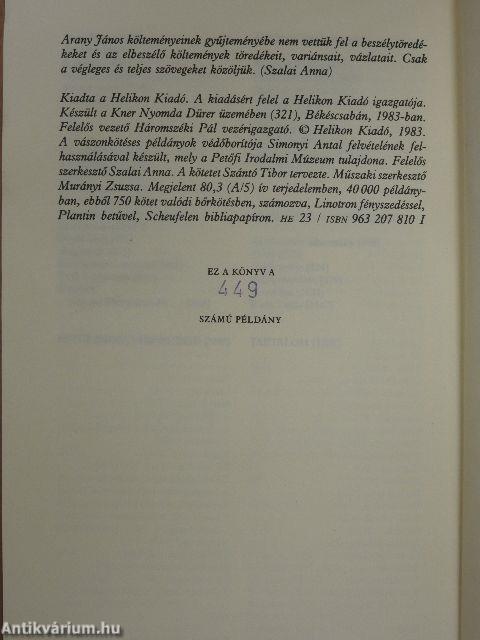 Arany János költeményeinek gyűjteményébe nem vettük fel a beszélytöredé-
keket és az elbeszélő költemények töredékeit, variánsait, vázlatait. Csak
a végleges és teljes szövegeket közöljük. (Szalai Anna)
Kiadta a Helikon Kiadó. A kiadásért felel a Helikon Kiadó igazgatója.
Készült a Kner Nyomda Dürer üzemében (321), Békéscsabán, 1983-ban.
Felelős vezető Háromszéki Pál vezérigazgató. © Helikon Kiadó, 1983.
A vászonkötéses példányok védőborítója Simonyi Antal felvételének fel-
használásával készült, mely a Petőfi Irodalmi Múzeum tulajdona. Felelős
szerkesztő Szalai Anna. A kötetet Szántó Tibor tervezte. Műszaki szerkesztő
Murányi Zsuzsa. Megjelent 80,3 (A/5) ív terjedelemben, 40 000 példány-
ban, ebből 750 kötet valódi bőrkötésben, számozva, Linotron fényszedéssel,
Plantin betűvel, Scheufelen bibliapapíron. HE 23 / ISBN 963 207 810 I
EZ A KÖNYV A
449
SZÁMÚ PÉLDÁNY
Antikvárium.hu